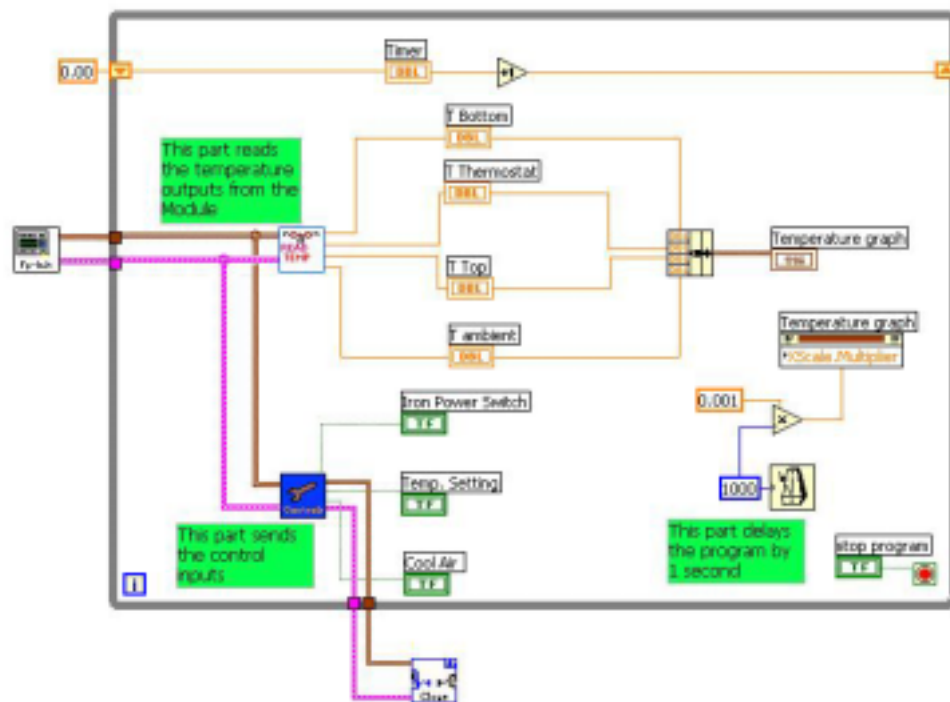 Timer
0.00
DBL
+1
T Bottom
DBL
This part reads
the temperature
outputs from the
Module
T Thermostat
DBL
READ
TEMP
Temperature graph
T Top
DBL
T ambient
DBL
Temperature graph
XScale.Multiplier
Iron Power Switch
TF
0.001
x
Temp. Setting
TF
1000
Controls
This part sends
the control
inputs
This part delays
the program by
1 second
stop program
TF
Cool Air
TF
i
Close